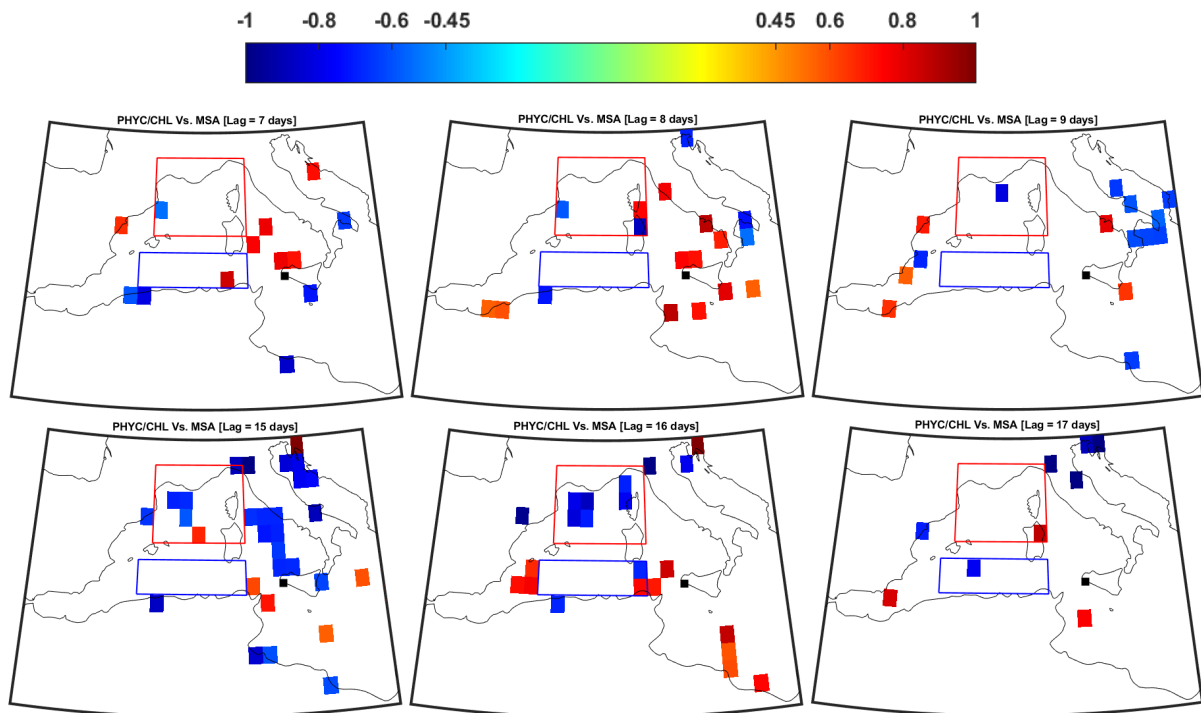 -1 -0.8 -0.6 -0.45 0.45 0.6 0.8 1
PHYC/CHL Vs. MSA [Lag = 7 days] PHYC/CHL Vs. MSA [Lag = 8 days] PHYC/CHL Vs. MSA [Lag = 9 days]
PHYC/CHL Vs. MSA [Lag = 15 days] PHYC/CHL Vs. MSA [Lag = 16 days] PHYC/CHL Vs. MSA [Lag = 17 days]